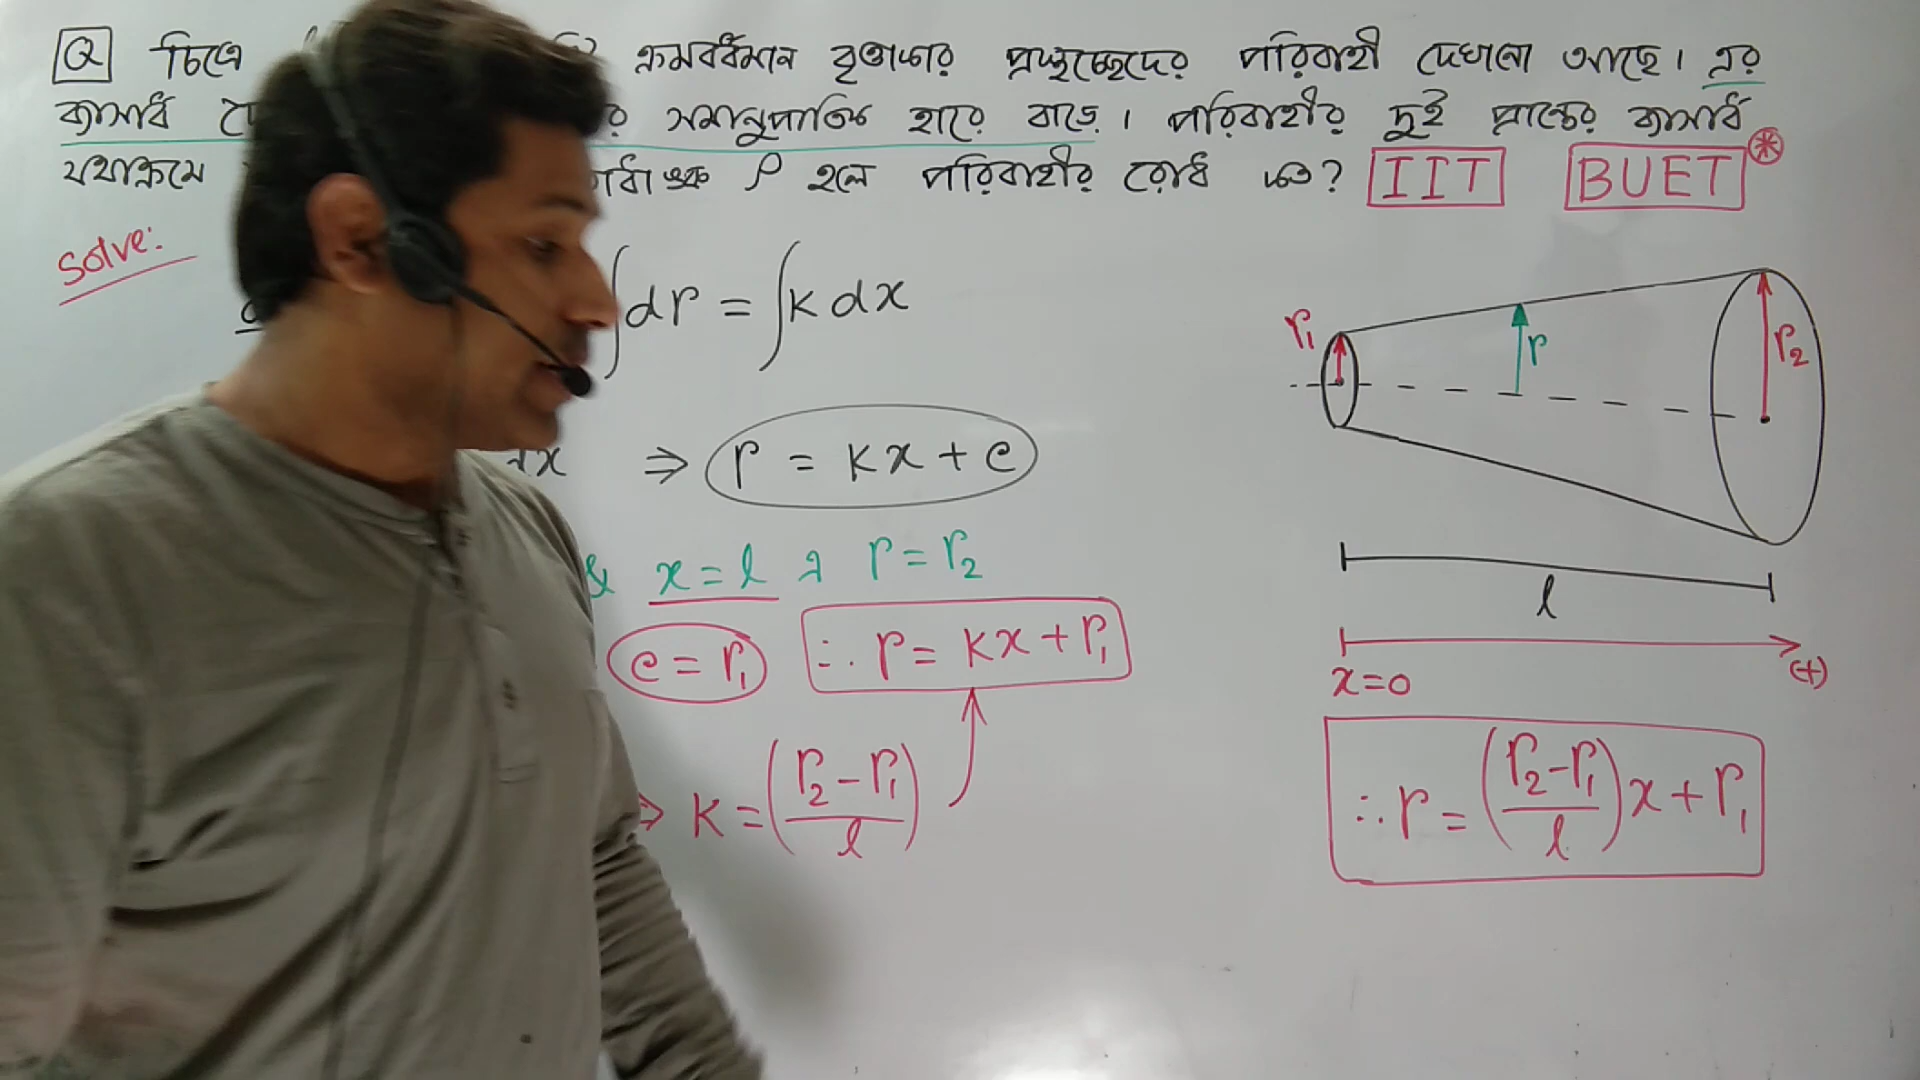 Q চিত্রে ক্রমবর্ধমান বৃত্তাকার প্রস্থচ্ছেদের পরিবাহী দেখানো আছে। এর
ব্যাসার্ধ র সমানুপাতিক হারে বাড়ে। পরিবাহীর দুই প্রান্তের ব্যাসার্ধ
যথাক্রমে ρ হলে পরিবাহীর রোধ কত? IIT BUET *
Solve:
∫dr = ∫k dx
dx ⇒ r = kx + c
& x = l এ r = r₂
c = r₁ ∴ r = kx + r₁
⇒ k = ((r₂ - r₁)/l)
r₁ r r₂
l
x=0 (+)
∴ r = ((r₂ - r₁)/l) x + r₁